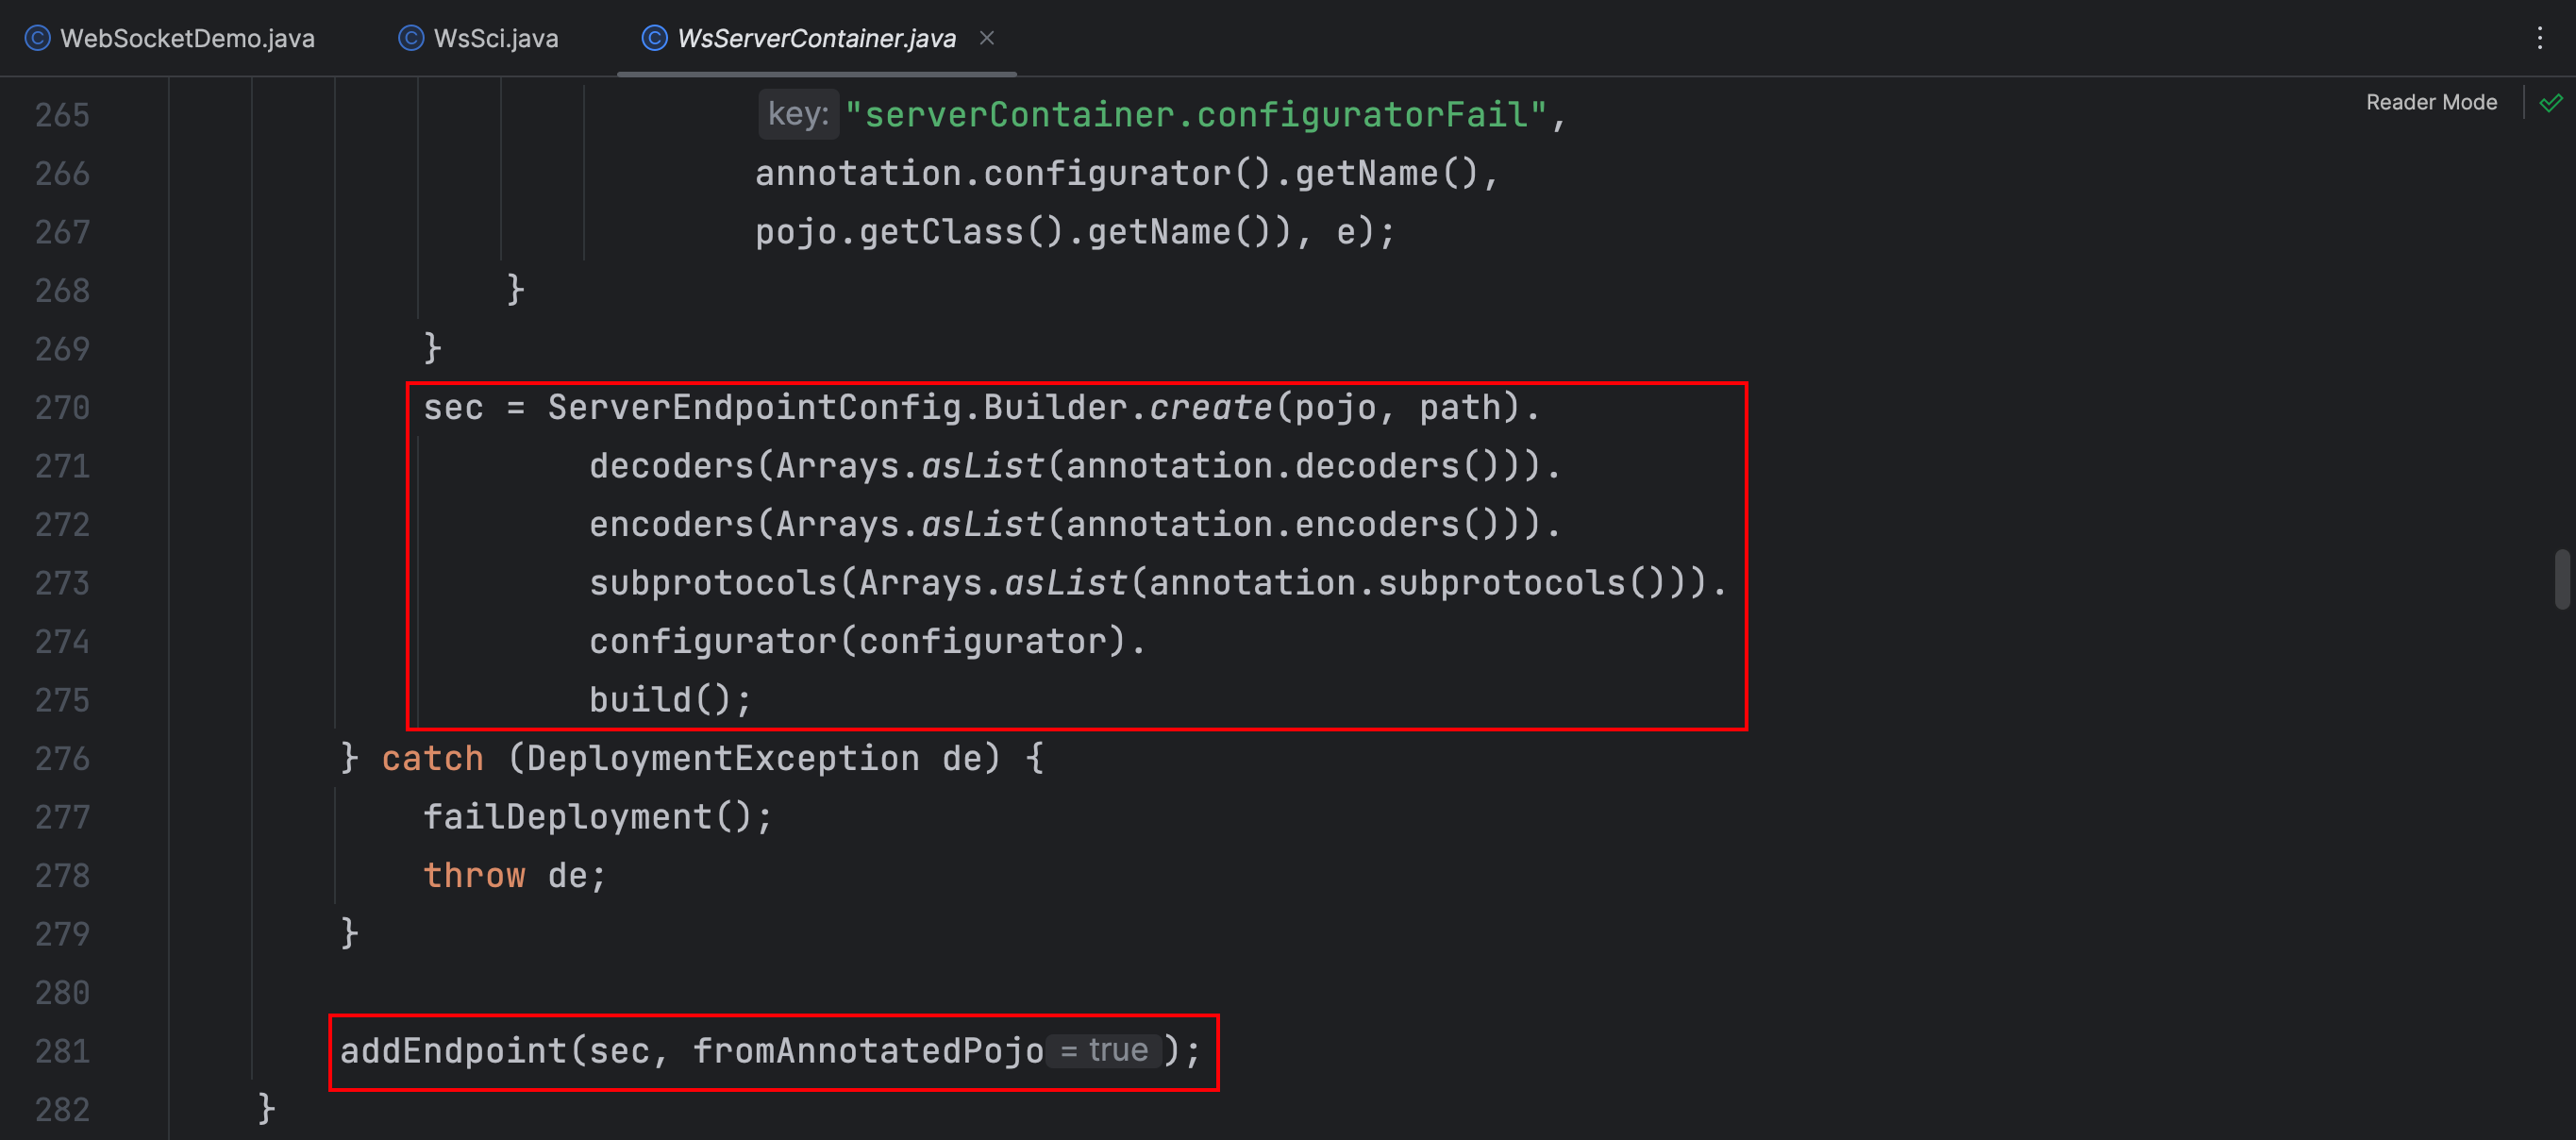 WebSocketDemo.java WsSci.java WsServerContainer.java
Reader Mode
265 key: "serverContainer.configuratorFail",
266 annotation.configurator().getName(),
267 pojo.getClass().getName()), e);
268 }
269 }
270 sec = ServerEndpointConfig.Builder.create(pojo, path).
271 decoders(Arrays.asList(annotation.decoders())).
272 encoders(Arrays.asList(annotation.encoders())).
273 subprotocols(Arrays.asList(annotation.subprotocols())).
274 configurator(configurator).
275 build();
276 } catch (DeploymentException de) {
277 failDeployment();
278 throw de;
279 }
280
281 addEndpoint(sec, fromAnnotatedPojo = true );
282 }